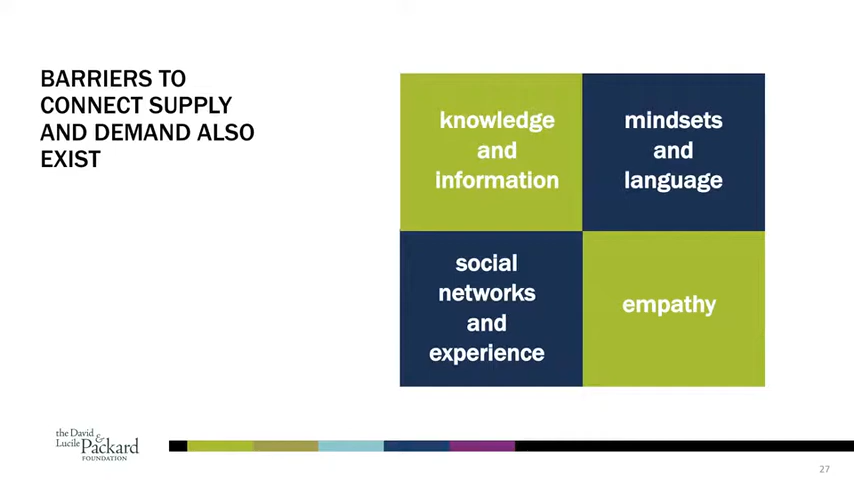 BARRIERS TO
CONNECT SUPPLY
AND DEMAND ALSO
EXIST
knowledge
and
information
mindsets
and
language
social
networks
and
experience
empathy
the David &
Lucile Packard
FOUNDATION
27